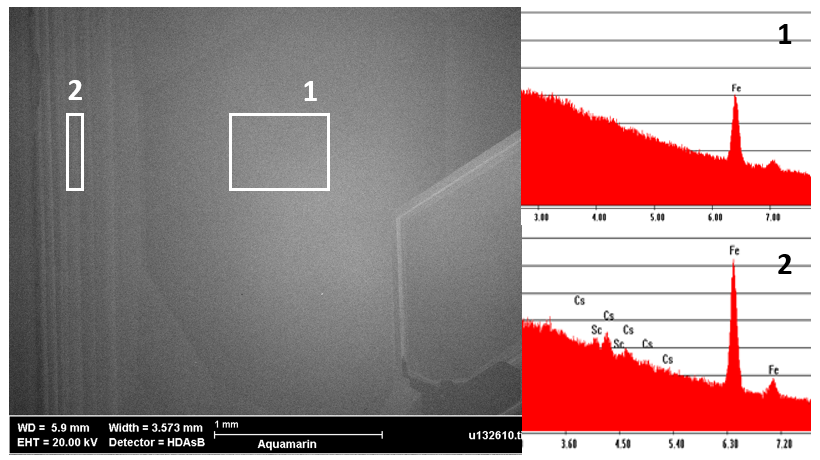 2
1
WD = 5.9 mm Width = 3.573 mm 1 mm
EHT = 20.00 kV Detector = HDAsB Aquamarin u132610.ti
1
Fe
3.00 4.00 5.00 6.00 7.00
2
Fe
Cs
Cs
Sc Cs
Sc Cs
Cs
Fe
3.60 4.50 5.40 6.30 7.20